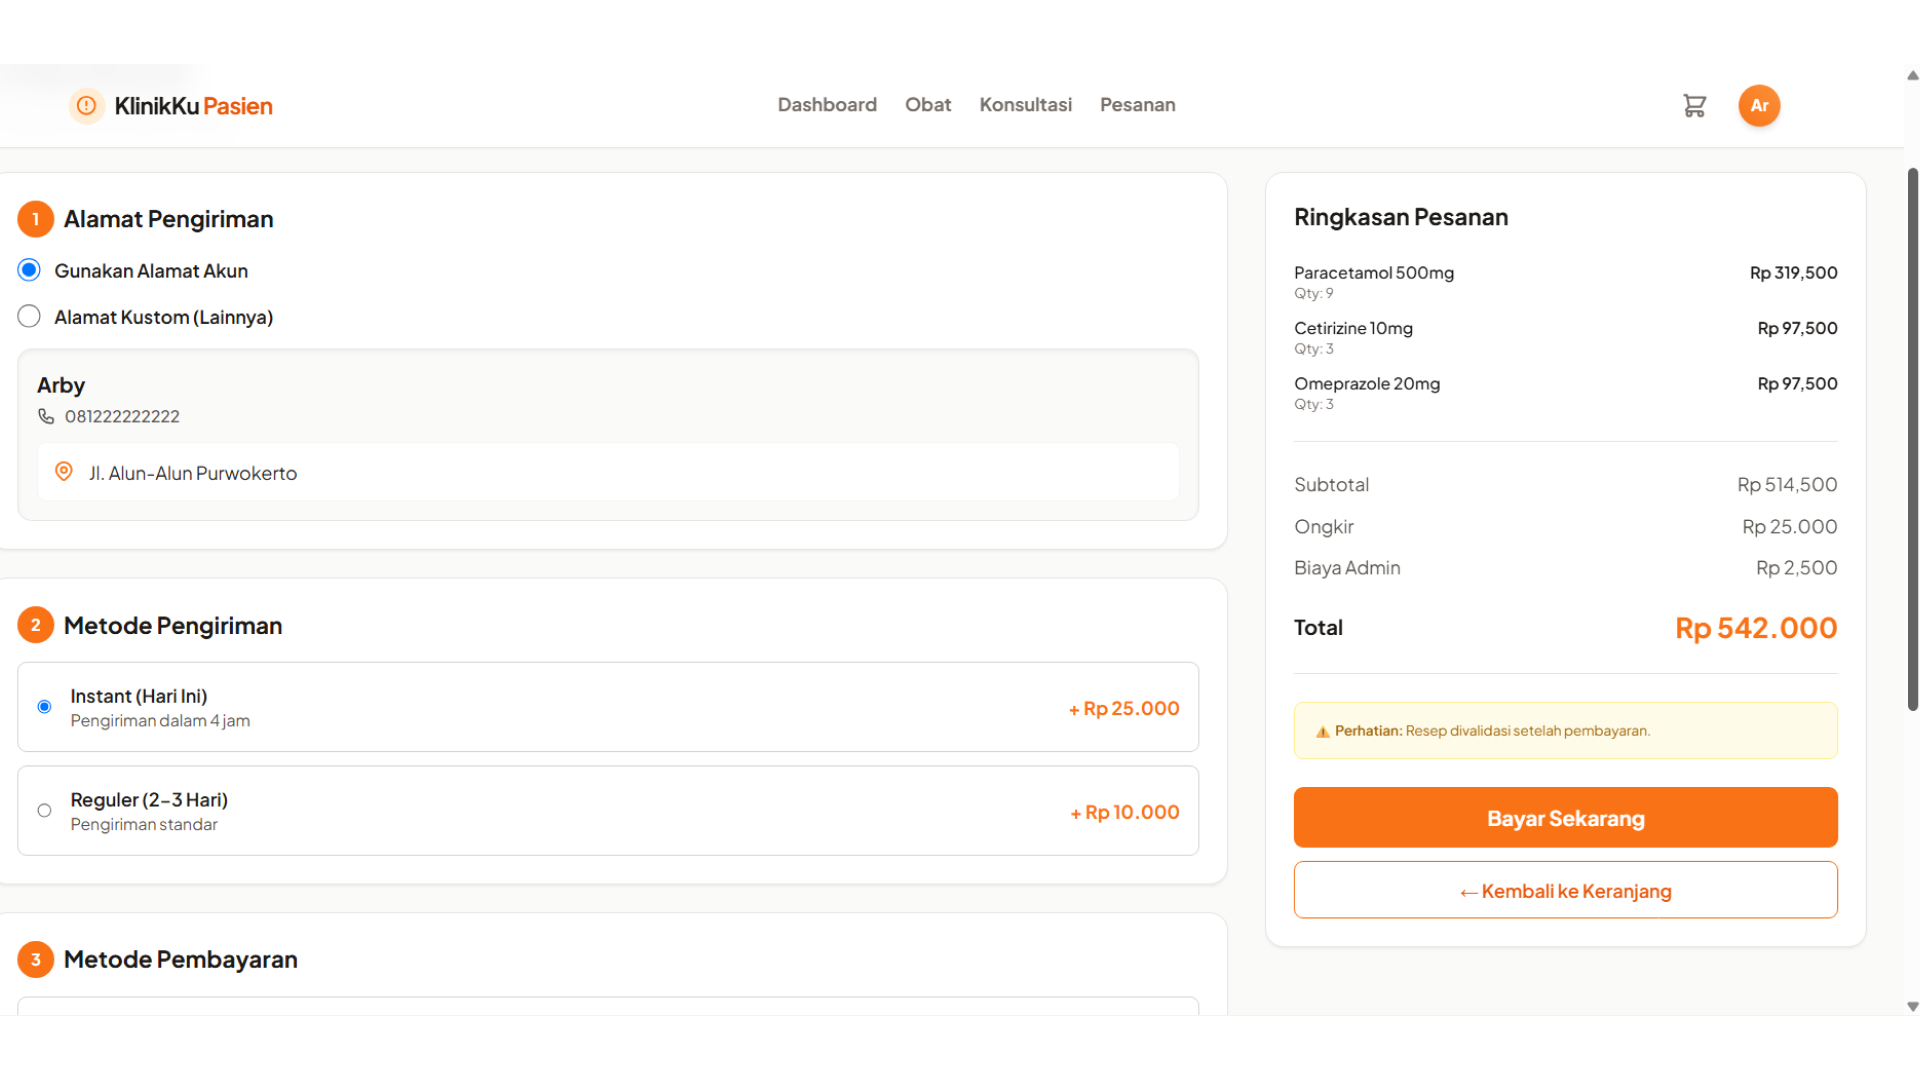 KlinikKu Pasien
Dashboard Obat Konsultasi Pesanan
Ar
1 Alamat Pengiriman
Gunakan Alamat Akun
Alamat Kustom (Lainnya)
Arby
081222222222
Jl. Alun-Alun Purwokerto
2 Metode Pengiriman
Instant (Hari Ini)
Pengiriman dalam 4 jam
+ Rp 25.000
Reguler (2-3 Hari)
Pengiriman standar
+ Rp 10.000
3 Metode Pembayaran
Ringkasan Pesanan
Paracetamol 500mg Rp 319,500
Qty: 9
Cetirizine 10mg Rp 97,500
Qty: 3
Omeprazole 20mg Rp 97,500
Qty: 3
Subtotal Rp 514,500
Ongkir Rp 25.000
Biaya Admin Rp 2,500
Total Rp 542.000
Perhatian: Resep divalidasi setelah pembayaran.
Bayar Sekarang
← Kembali ke Keranjang